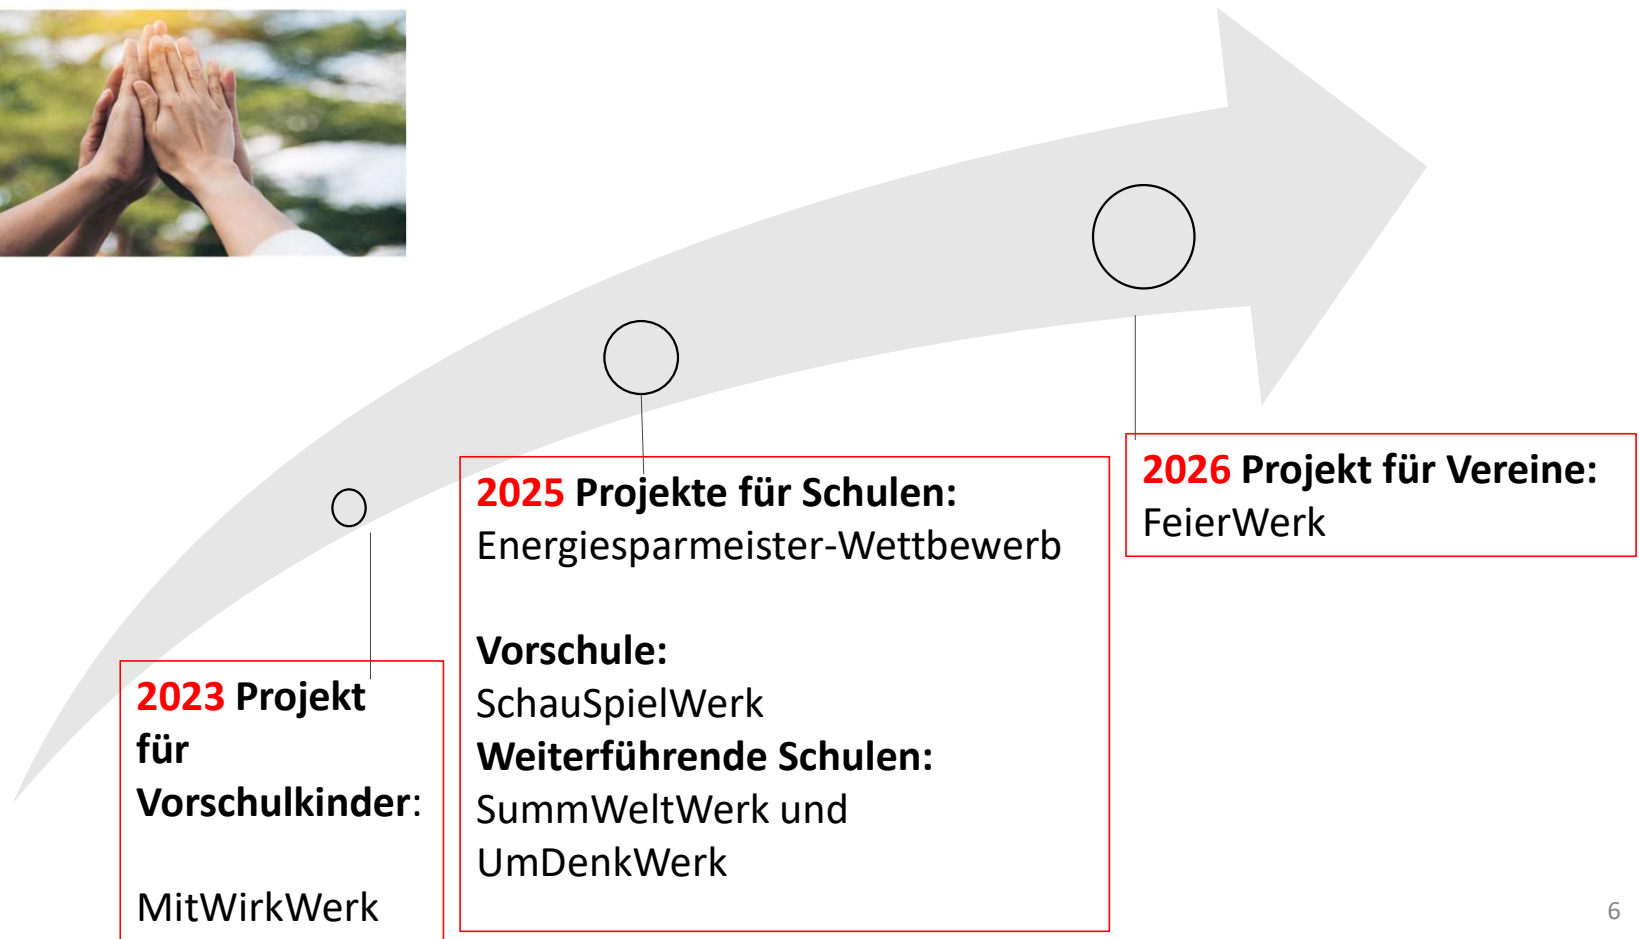 2023 Projekt
für
Vorschulkinder:
MitWirkWerk
2025 Projekte für Schulen:
Energiesparmeister-Wettbewerb
Vorschule:
SchauSpielWerk
Weiterführende Schulen:
SummWeltWerk und
UmDenkWerk
2026 Projekt für Vereine:
FeierWerk
6